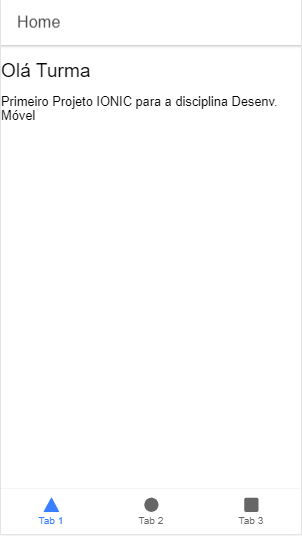 Home
Olá Turma
Primeiro Projeto IONIC para a disciplina Desenv.
Móvel
Tab 1
Tab 2
Tab 3